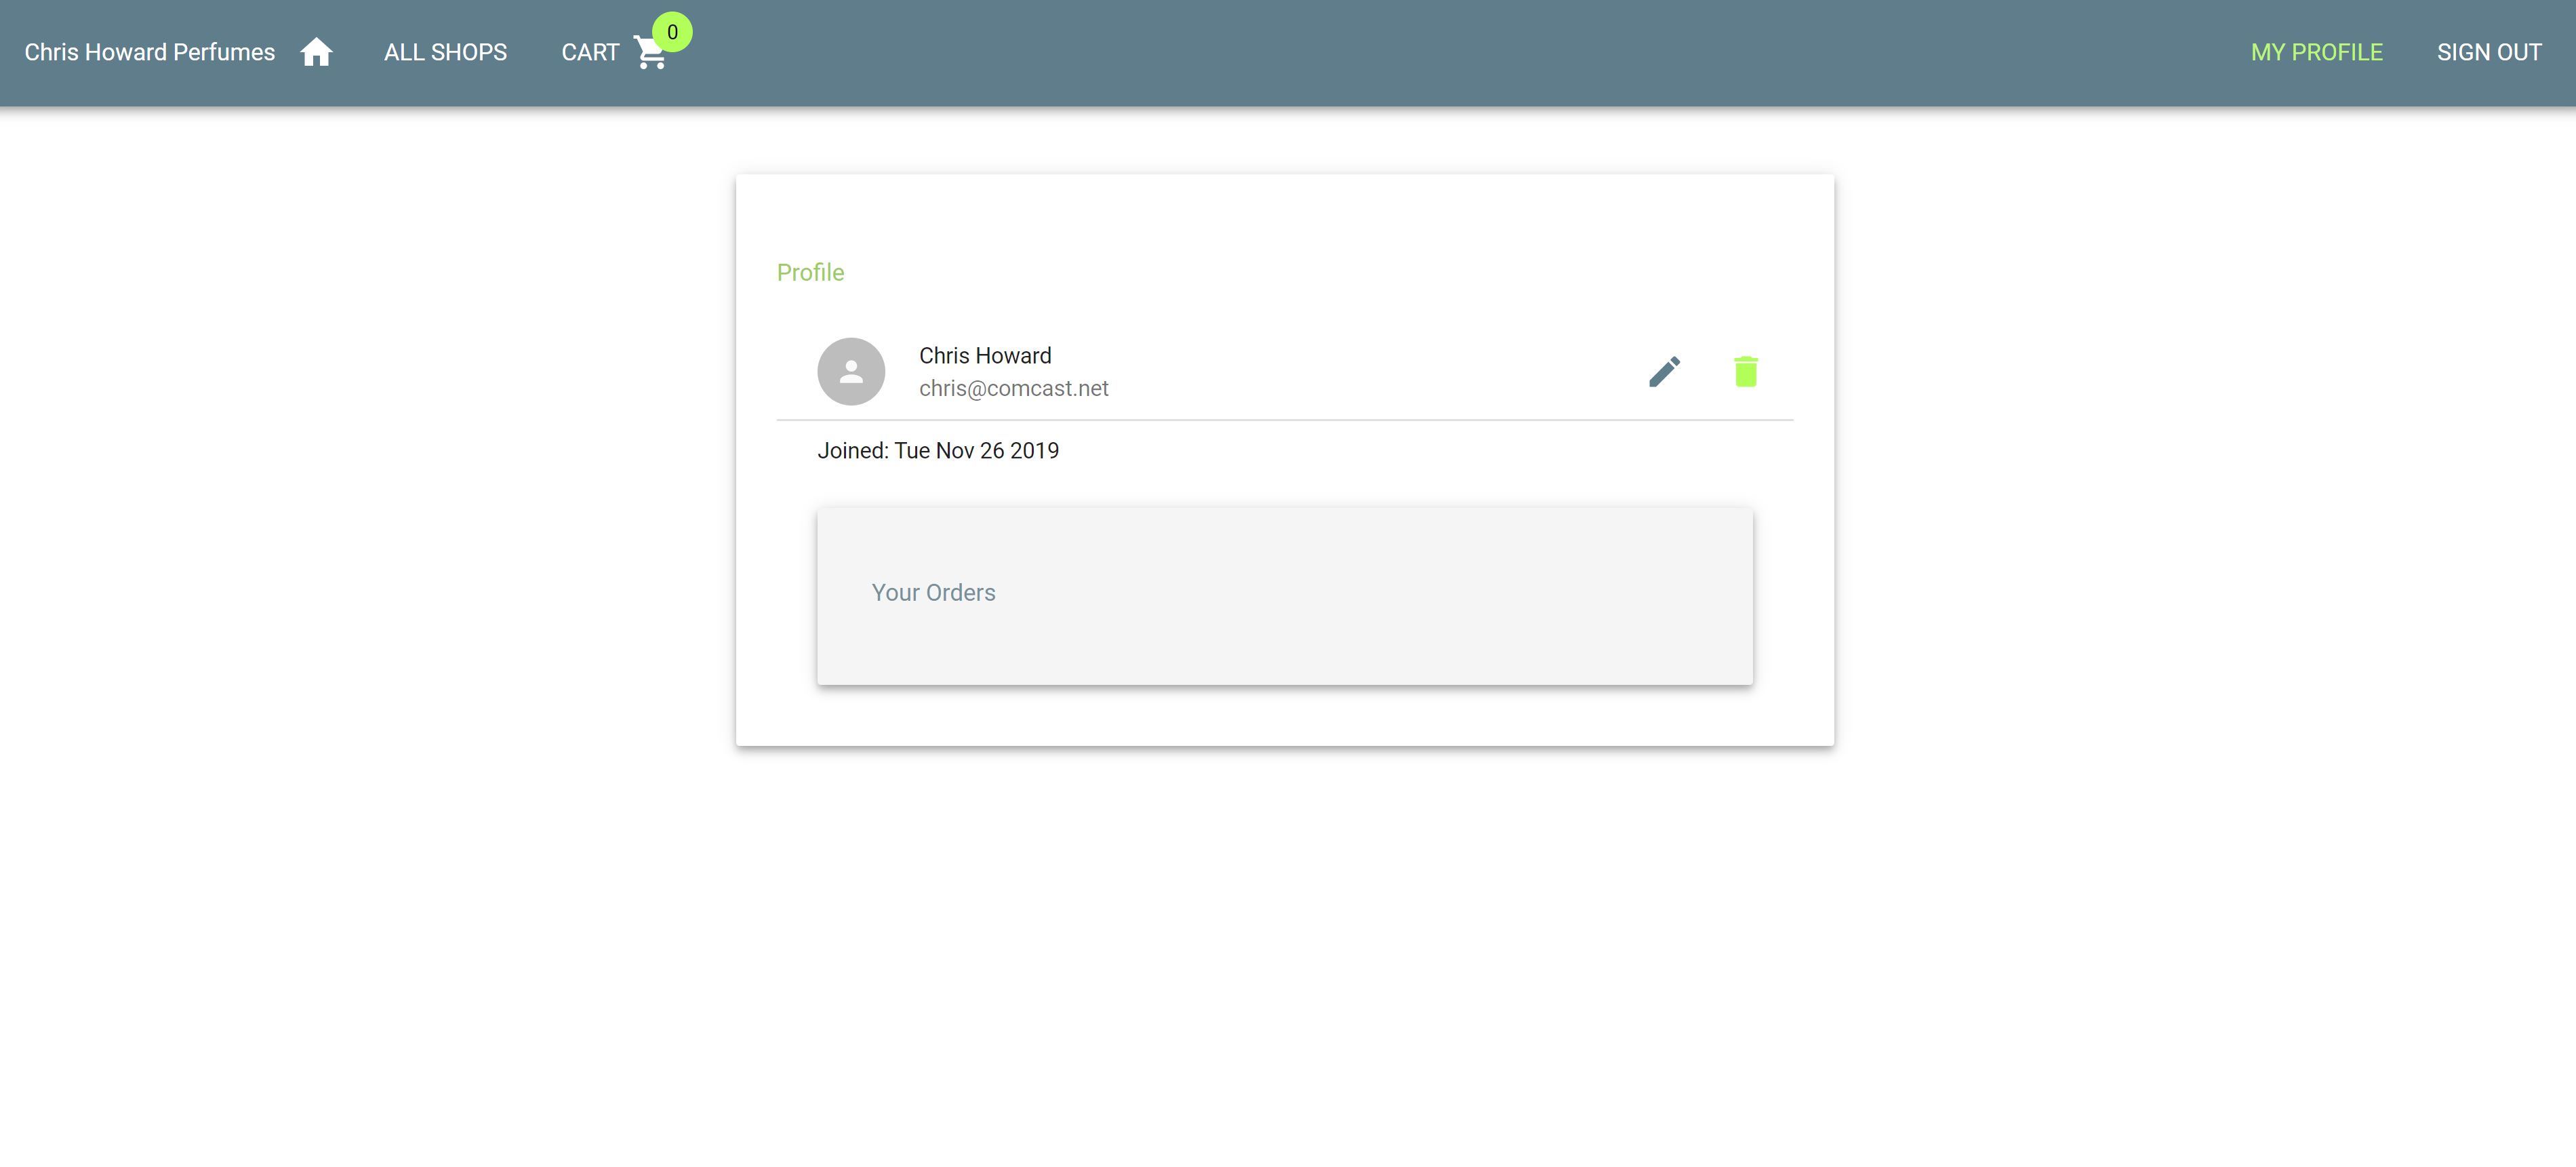 Chris Howard Perfumes
ALL SHOPS
CART
0
MY PROFILE
SIGN OUT
Profile
Chris Howard
chris@comcast.net
Joined: Tue Nov 26 2019
Your Orders